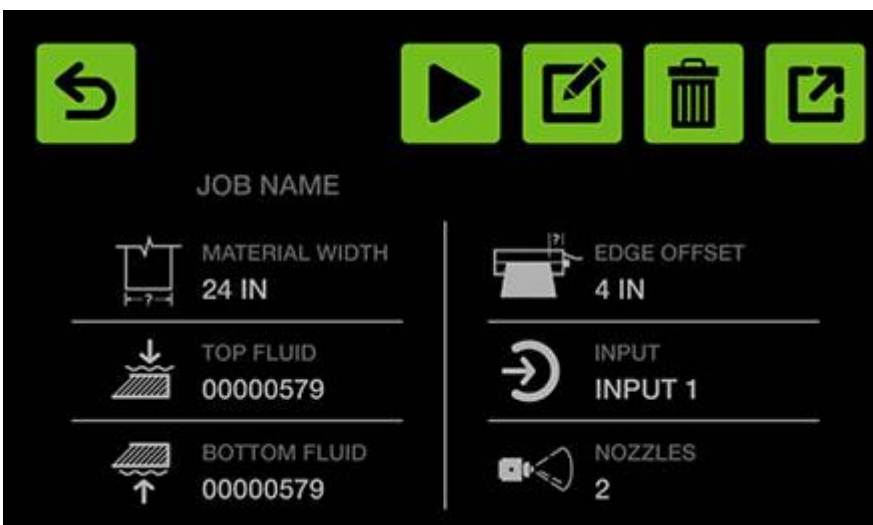 JOB NAME
MATERIAL WIDTH
24 IN
TOP FLUID
00000579
BOTTOM FLUID
00000579
EDGE OFFSET
4 IN
INPUT
INPUT 1
NOZZLES
2
?
?